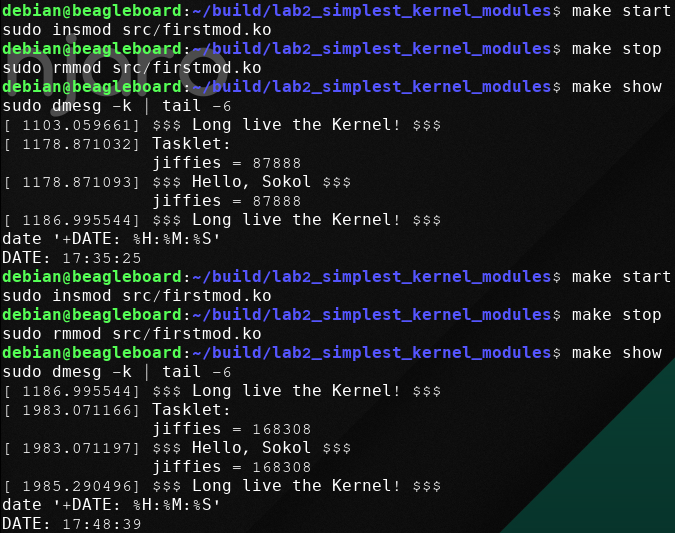 debian@beagleboard:~/build/lab2_simplest_kernel_modules$ make start
sudo insmod src/firstmod.ko
debian@beagleboard:~/build/lab2_simplest_kernel_modules$ make stop
sudo rmmod src/firstmod.ko
debian@beagleboard:~/build/lab2_simplest_kernel_modules$ make show
sudo dmesg -k | tail -6
[ 1103.059661] $$$ Long live the Kernel! $$$
[ 1178.871032] Tasklet:
jiffies = 87888
[ 1178.871093] $$$ Hello, Sokol $$$
jiffies = 87888
[ 1186.995544] $$$ Long live the Kernel! $$$
date '+DATE: %H:%M:%S'
DATE: 17:35:25
debian@beagleboard:~/build/lab2_simplest_kernel_modules$ make start
sudo insmod src/firstmod.ko
debian@beagleboard:~/build/lab2_simplest_kernel_modules$ make stop
sudo rmmod src/firstmod.ko
debian@beagleboard:~/build/lab2_simplest_kernel_modules$ make show
sudo dmesg -k | tail -6
[ 1186.995544] $$$ Long live the Kernel! $$$
[ 1983.071166] Tasklet:
jiffies = 168308
[ 1983.071197] $$$ Hello, Sokol $$$
jiffies = 168308
[ 1985.290496] $$$ Long live the Kernel! $$$
date '+DATE: %H:%M:%S'
DATE: 17:48:39